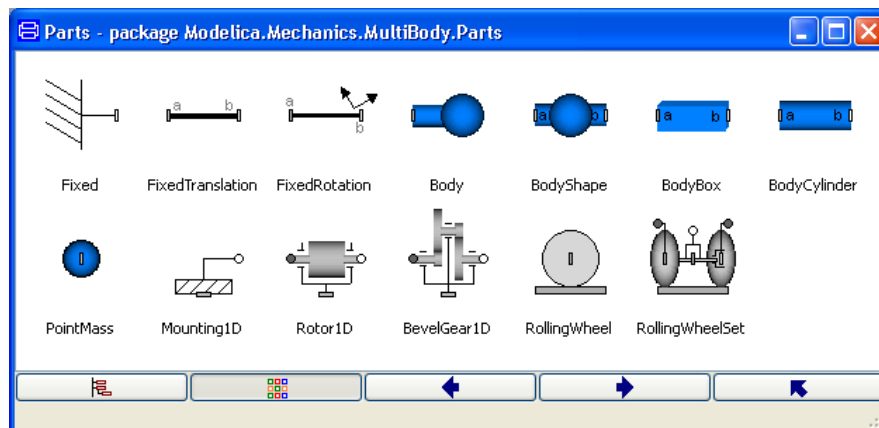 Parts - package Modelica.Mechanics.MultiBody.Parts
a b a b a b a b a b
Fixed FixedTranslation FixedRotation Body BodyShape BodyBox BodyCylinder
PointMass Mounting1D Rotor1D BevelGear1D RollingWheel RollingWheelSet